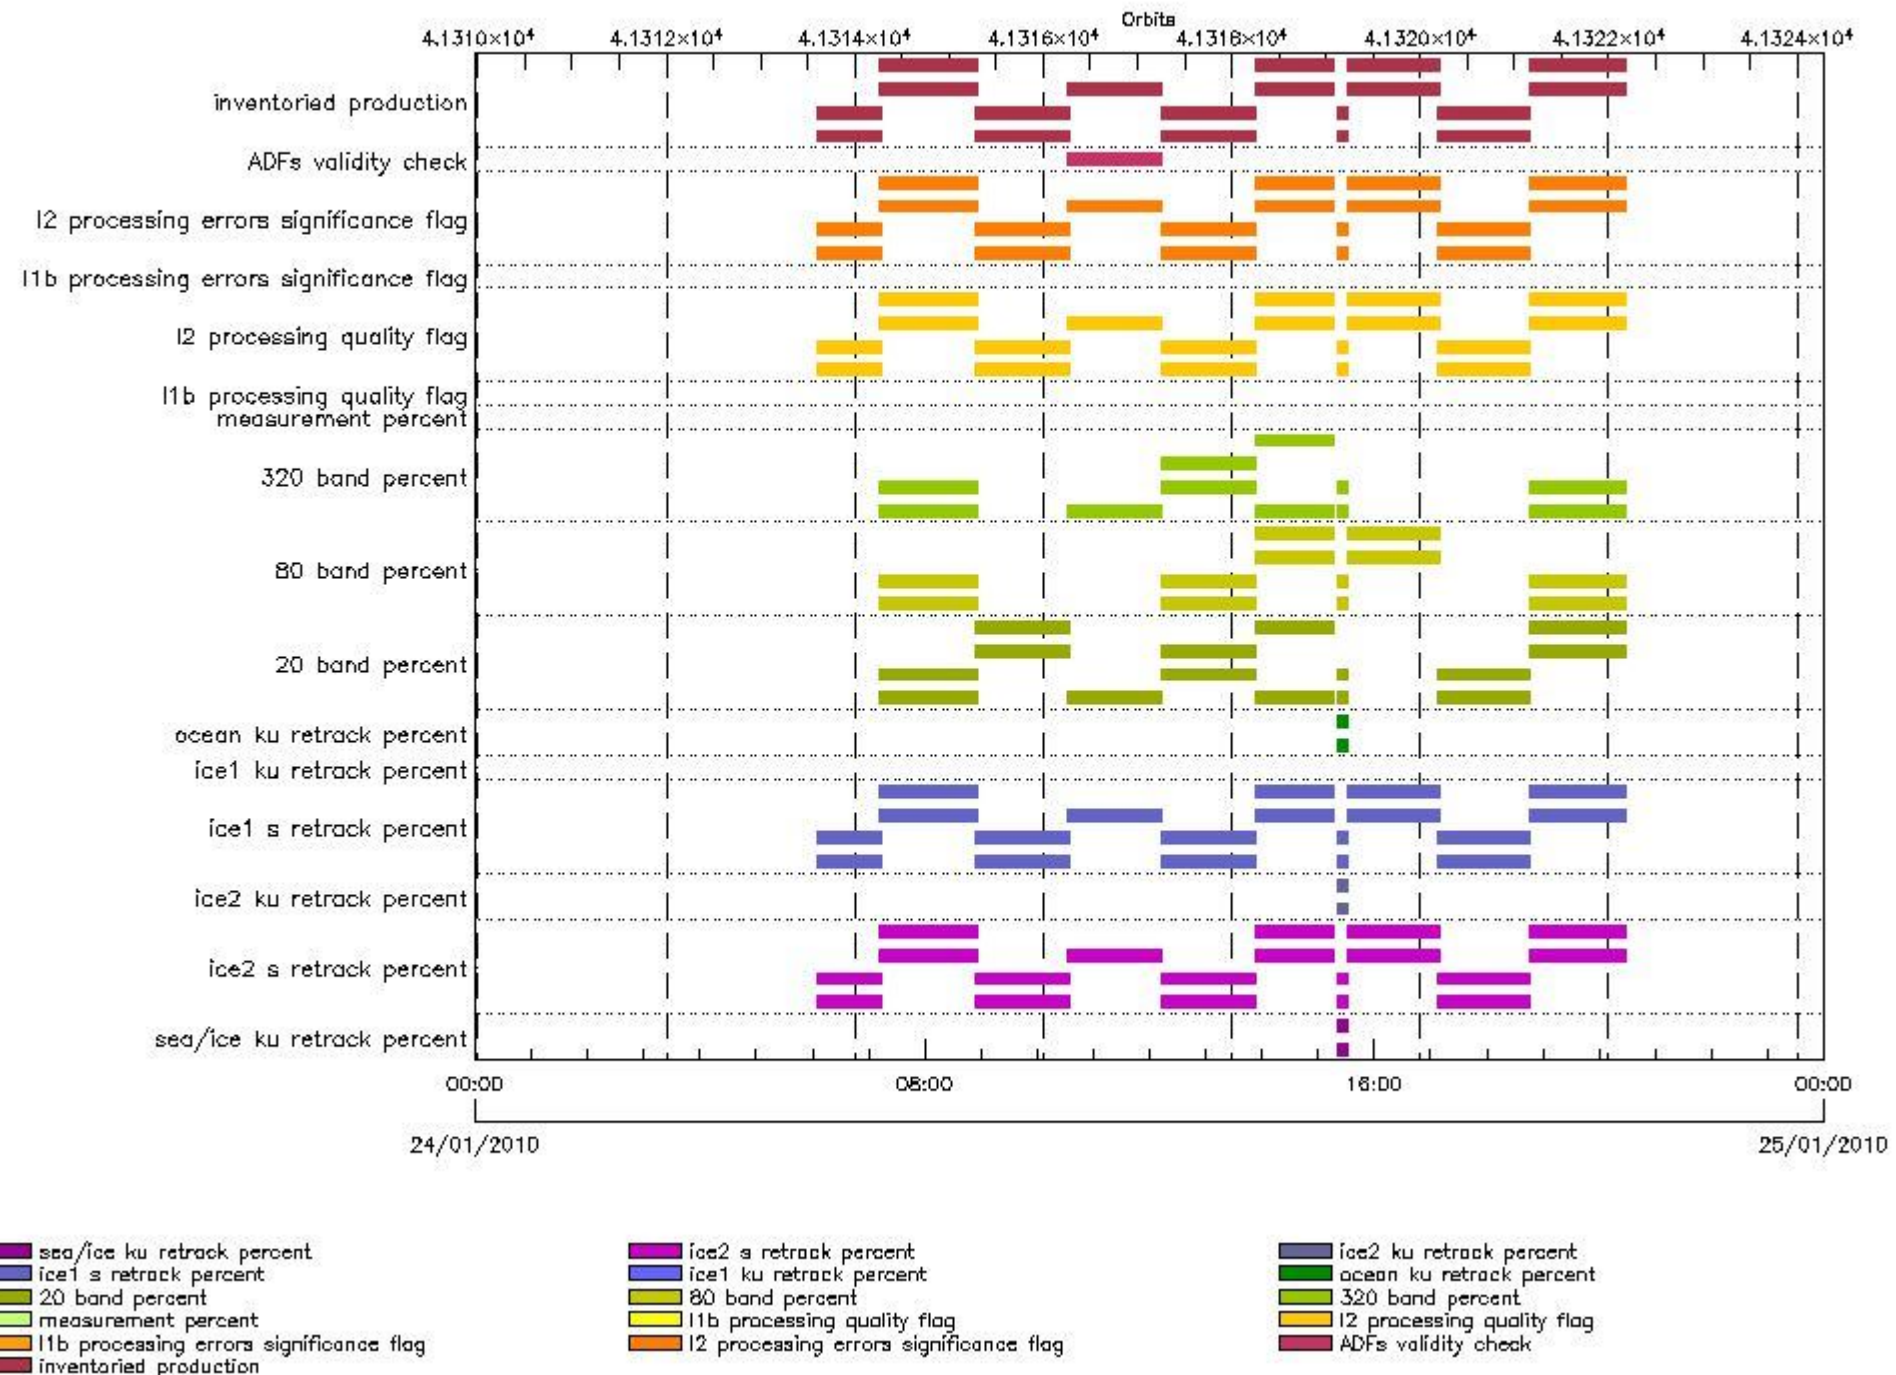 Orbits
4.1310×10⁴ 4.1312×10⁴ 4.1314×10⁴ 4.1316×10⁴ 4.1318×10⁴ 4.1320×10⁴ 4.1322×10⁴ 4.1324×10⁴
inventoried production
ADFs validity check
l2 processing errors significance flag
l1b processing errors significance flag
l2 processing quality flag
l1b processing quality flag
measurement percent
320 band percent
80 band percent
20 band percent
ocean ku retrack percent
ice1 ku retrack percent
ice1 s retrack percent
ice2 ku retrack percent
ice2 s retrack percent
sea/ice ku retrack percent
00:00 08:00 16:00 00:00
24/01/2010 25/01/2010
sea/ice ku retrack percent ice2 s retrack percent ice2 ku retrack percent
ice1 s retrack percent ice1 ku retrack percent ocean ku retrack percent
20 band percent 80 band percent 320 band percent
measurement percent l1b processing quality flag l2 processing quality flag
l1b processing errors significance flag l2 processing errors significance flag ADFs validity check
inventoried production